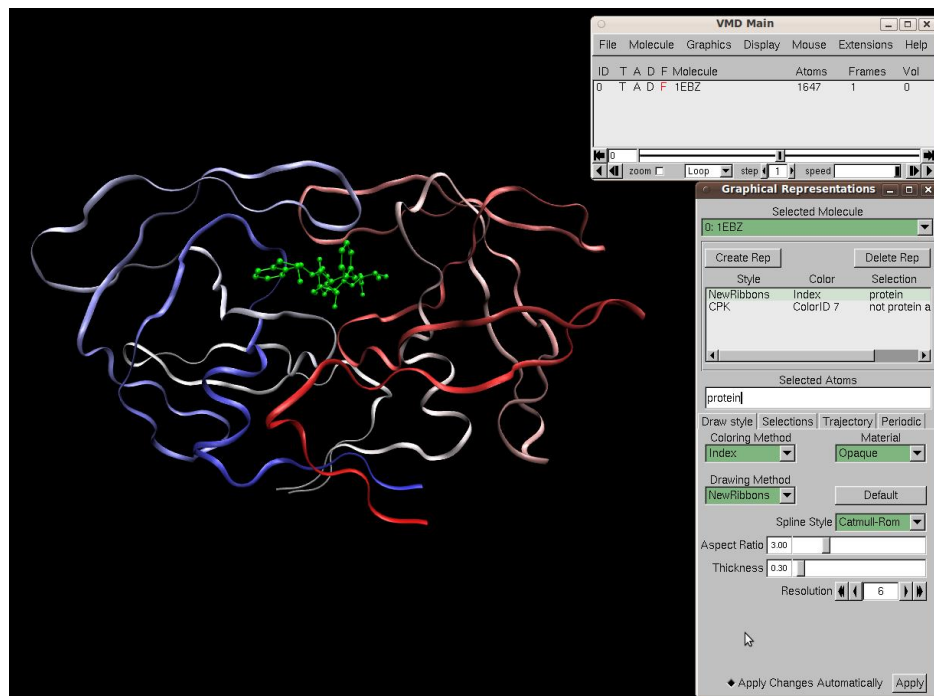 VMD Main
File Molecule Graphics Display Mouse Extensions Help
ID T A D F Molecule Atoms Frames Vol
0 T A D F 1EBZ 1647 1 0
0
zoom Loop step 1 speed
Graphical Representations
Selected Molecule
0: 1EBZ
Create Rep Delete Rep
Style Color Selection
NewRibbons Index protein
CPK ColorID 7 not protein a
Selected Atoms
protein
Draw style Selections Trajectory Periodic
Coloring Method Material
Index Opaque
Drawing Method
NewRibbons Default
Spline Style Catmull-Rom
Aspect Ratio 3.00
Thickness 0.30
Resolution 6
Apply Changes Automatically Apply